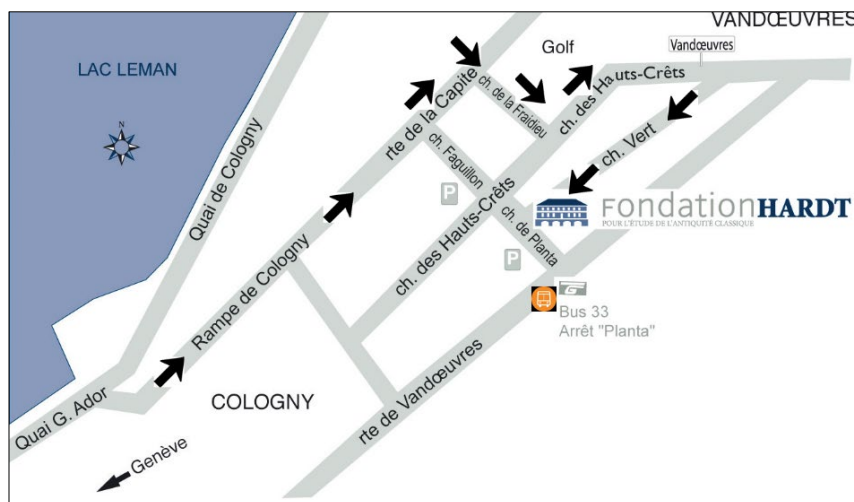 VANDŒUVRES
Golf
Vandœuvres
LAC LEMAN
N
ch. des Hauts-Crêts
rte de la Capite
ch. de la Fraidieu
Quai de Cologny
ch. Vert
ch. Faguillon
P
FONDATION HARDT
POUR L'ÉTUDE DE L'ANTIQUITÉ CLASSIQUE
ch. de Planta
Rampe de Cologny
ch. des Hauts-Crêts
P
Bus 33
Arrêt "Planta"
rte de Vandœuvres
COLOGNY
Quai G. Ador
Genève